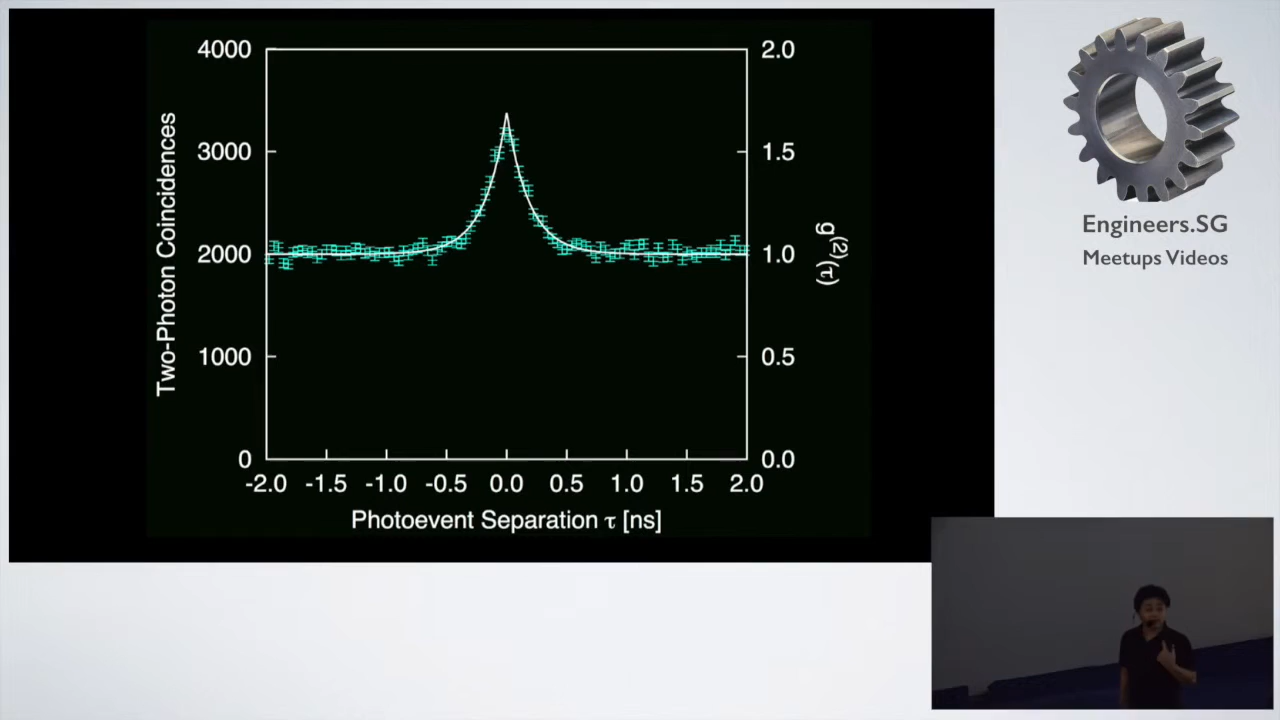 4000
3000
2000
1000
0
Two-Photon Coincidences
2.0
1.5
1.0
0.5
0.0
g(2)(τ)
-2.0 -1.5 -1.0 -0.5 0.0 0.5 1.0 1.5 2.0
Photoevent Separation τ [ns]
Engineers.SG
Meetups Videos